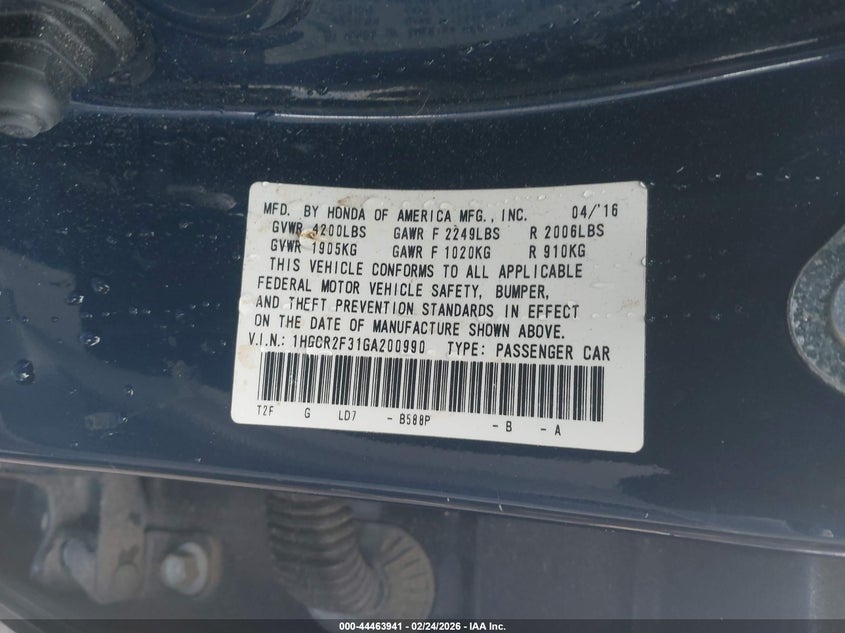 MFD. BY HONDA OF AMERICA MFG., INC. 04/'16
GVWR 4200LBS GAWR F 2249LBS R 2006LBS
GVWR 1905KG GAWR F 1020KG R 910KG
THIS VEHICLE CONFORMS TO ALL APPLICABLE
FEDERAL MOTOR VEHICLE SAFETY, BUMPER,
AND THEFT PREVENTION STANDARDS IN EFFECT
ON THE DATE OF MANUFACTURE SHOWN ABOVE.
V.I.N.: 1HGCR2F31GA200990 TYPE: PASSENGER CAR
T2F G LD7 - B588P - B - A
000-44463941 - 02/24/2026 - IAA Inc.